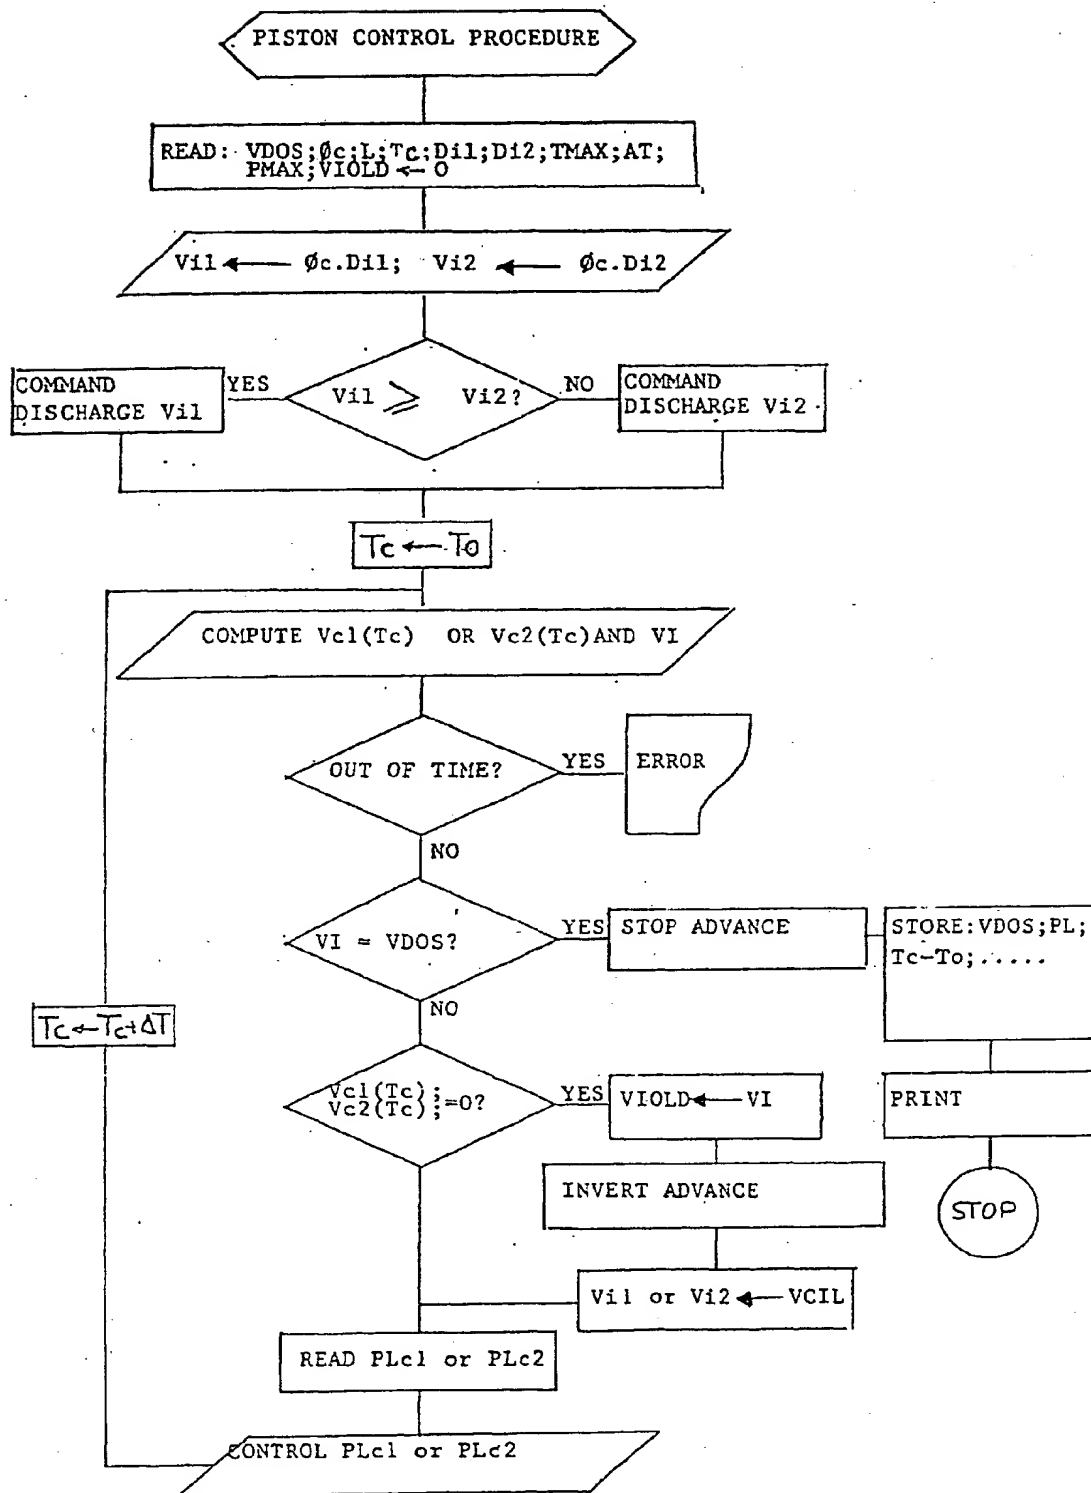 PISTON CONTROL PROCEDURE
READ: VDOS;Øc;L;Tc;Di1;Di2;TMAX;AT;
PMAX;VIOLD ← O
Vi1 ← Øc.Di1; Vi2 ← Øc.Di2
COMMAND
DISCHARGE Vi1
YES
Vi1 ⩾ Vi2?
NO
COMMAND
DISCHARGE Vi2
Tc ← To
COMPUTE Vc1(Tc) OR Vc2(Tc)AND VI
OUT OF TIME?
YES
ERROR
NO
VI = VDOS?
YES
STOP ADVANCE
STORE:VDOS;PL;
Tc-To;.....
NO
Tc ← Tc+ΔT
Vc1(Tc);
Vc2(Tc);=O?
YES
VIOLD ← VI
PRINT
INVERT ADVANCE
STOP
Vi1 or Vi2 ← VCIL
READ PLc1 or PLc2
CONTROL PLc1 or PLc2